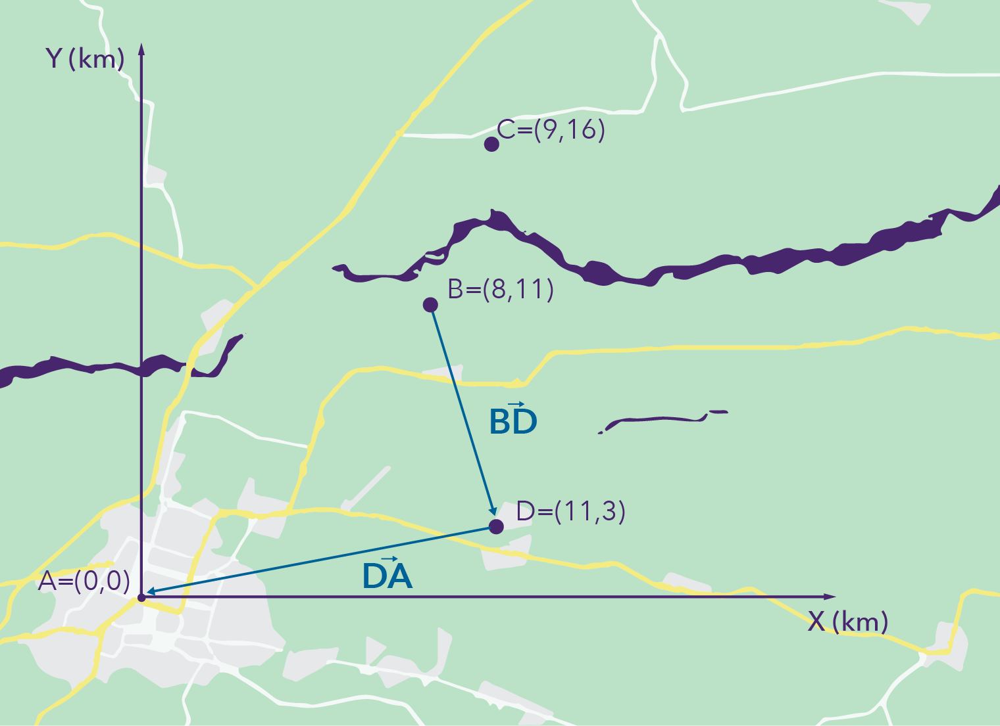 Y (km)
C=(9,16)
B=(8,11)
BD
D=(11,3)
DA
A=(0,0)
X (km)